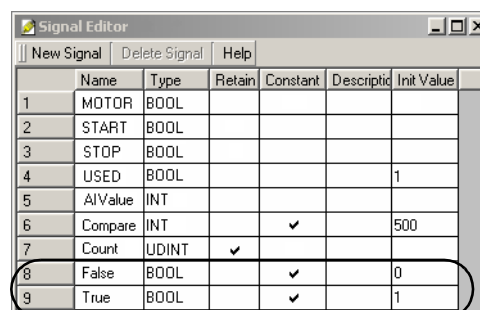 Signal Editor
New Signal Delete Signal Help
Name Type Retain Constant Descriptic Init Value
1 MOTOR BOOL
2 START BOOL
3 STOP BOOL
4 USED BOOL 1
5 AIValue INT
6 Compare INT ✔ 500
7 Count UDINT ✔
8 False BOOL ✔ 0
9 True BOOL ✔ 1